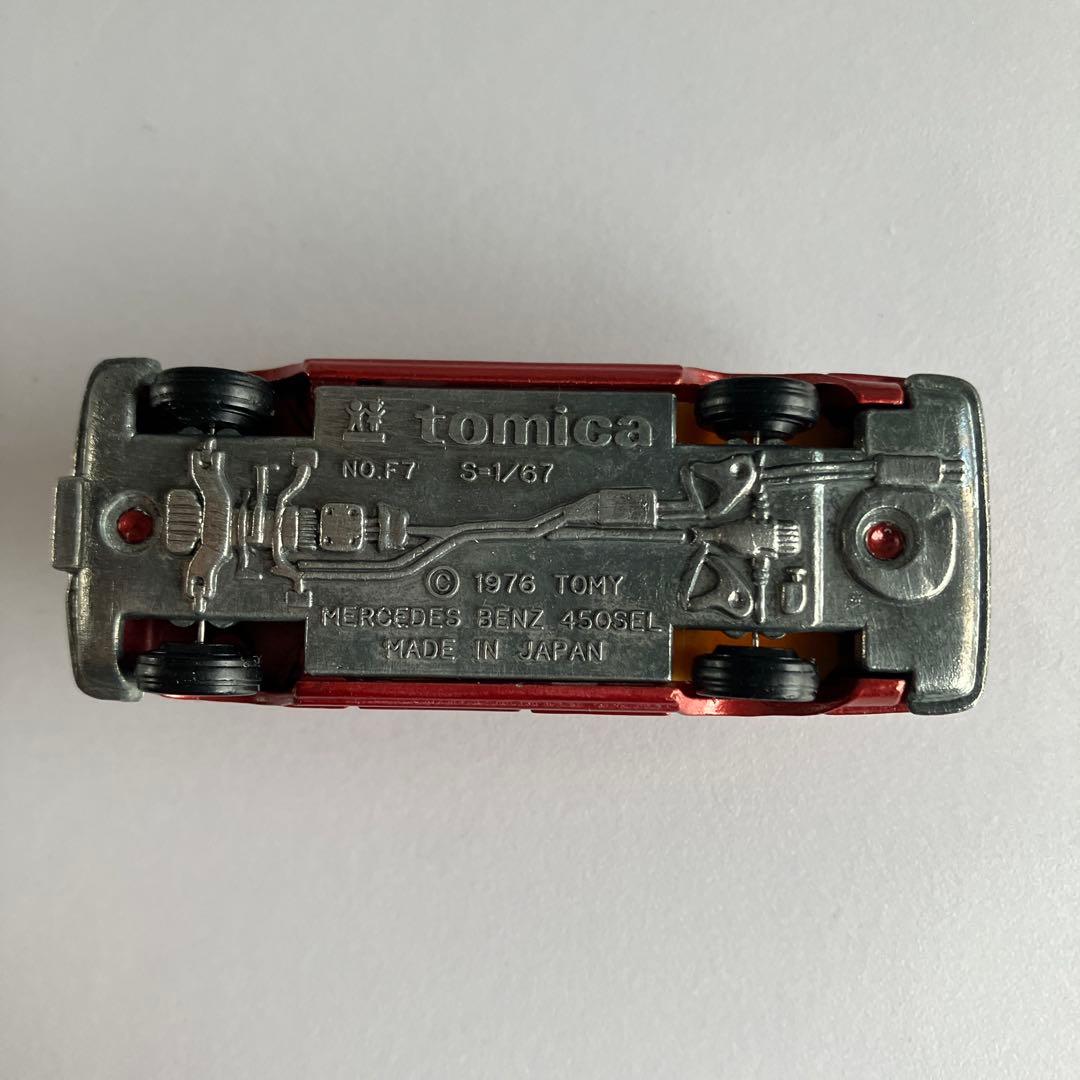 tomica
NO.F7 S=1/67
© 1976 TOMY
MERCEDES BENZ 450SEL
MADE IN JAPAN